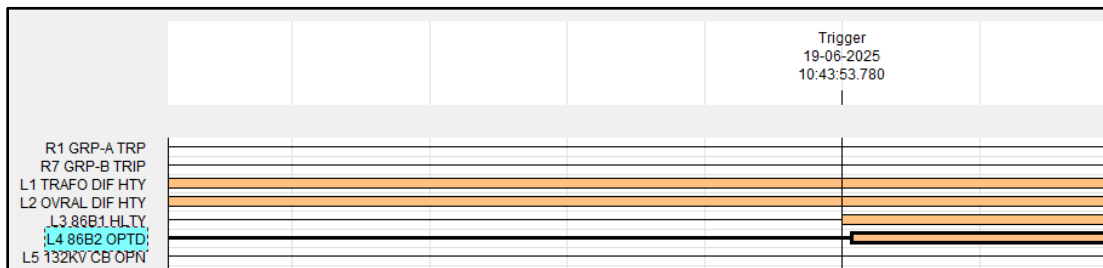 Trigger
19-06-2025
10:43:53.780
R1 GRP-A TRP
R7 GRP-B TRIP
L1 TRAFO DIF HTY
L2 OVRAL DIF HTY
L3 86B1 HLTY
L4 86B2 OPTD
L5 132KV CB OPN